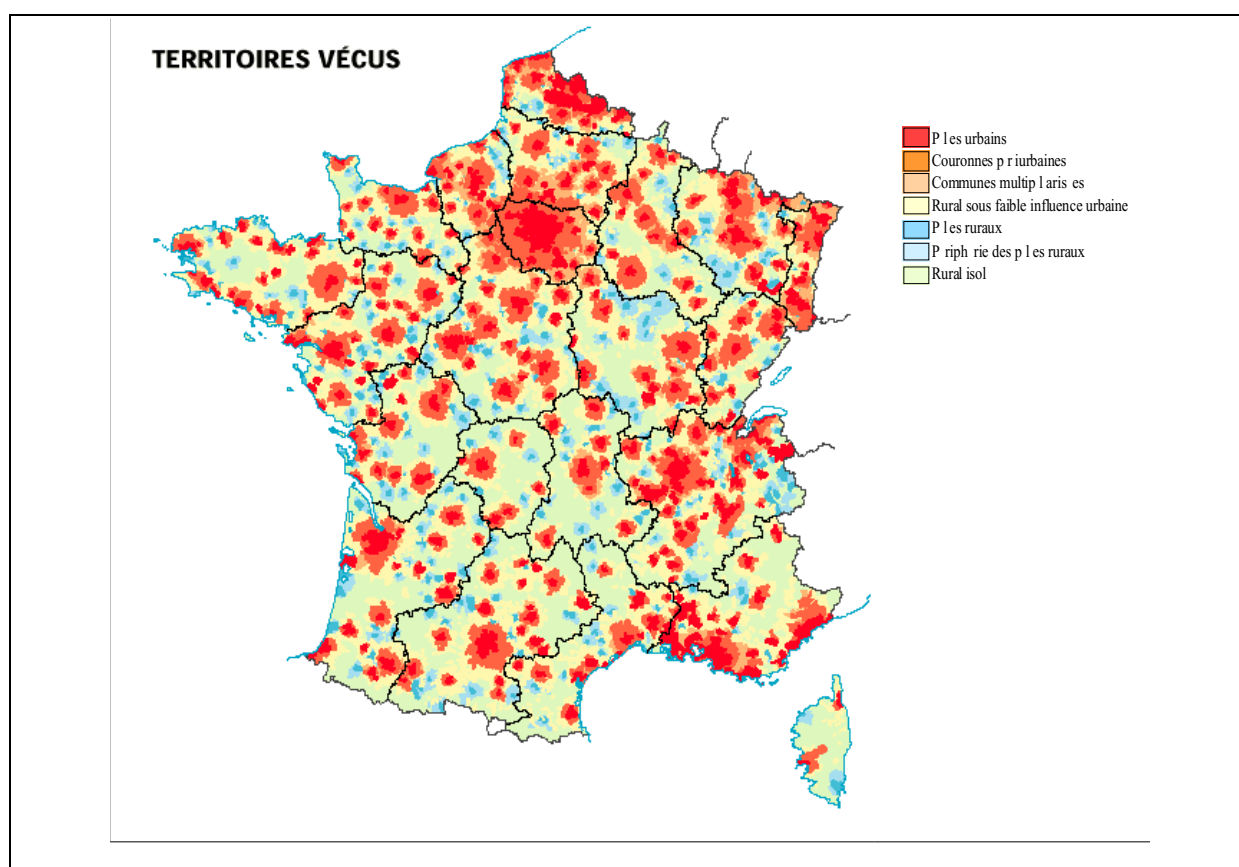 TERRITOIRES VÉCUS
P l es urbains
Couronnes p r iurbaines
Communes multip l aris es
Rural sous faible influence urbaine
P l es ruraux
P riph rie des p l es ruraux
Rural isol